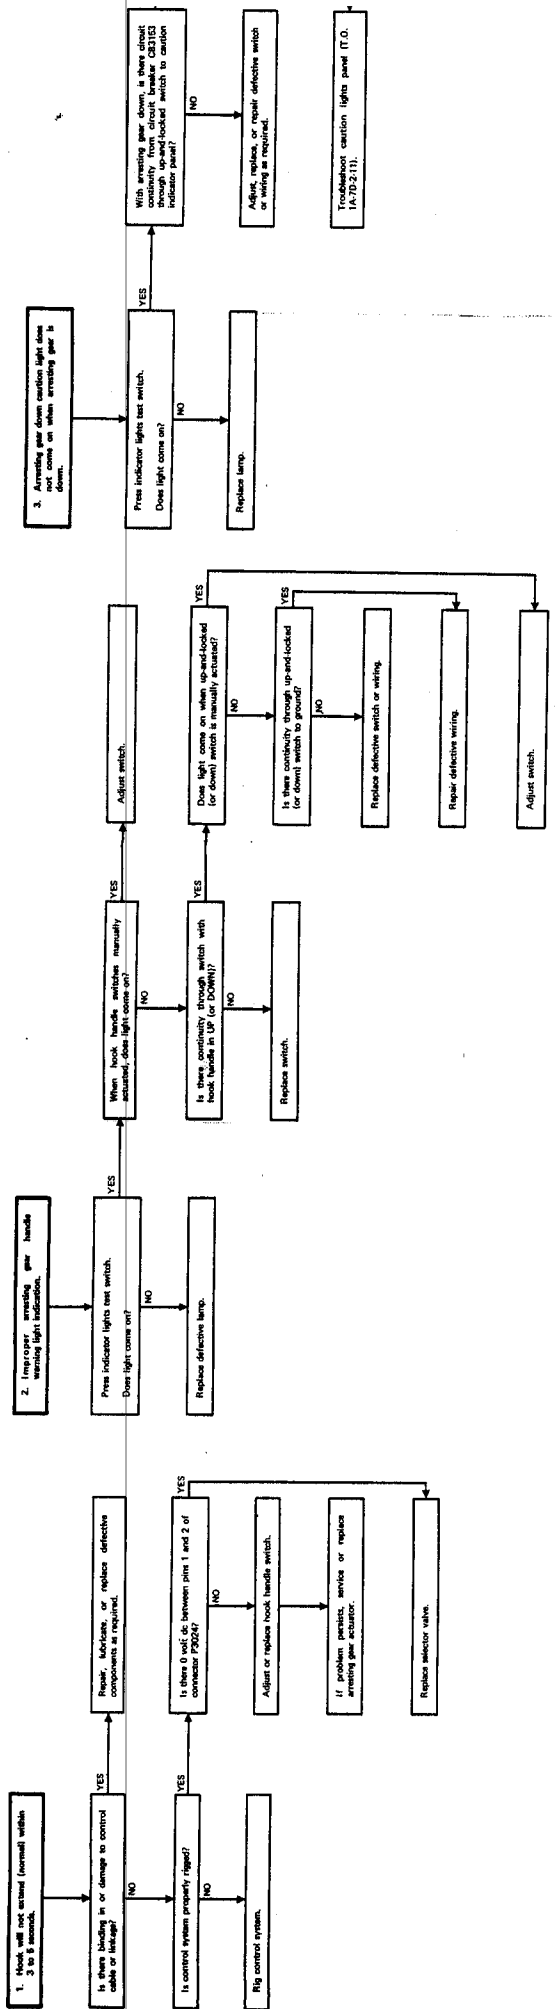 1. Hook will not extend (normal) within
3 to 5 seconds.
Is there binding in or damage to control
cable or linkage?
YES
Repair, lubricate, or replace defective
components as required.
NO
Is control system properly rigged?
YES
Is there 0 volt dc between pins 1 and 2 of
connector P3024?
YES
NO
Rig control system.
NO
Adjust or replace hook handle switch.
If problem persists, service or replace
arresting gear actuator.
Replace selector valve.
2. Improper arresting gear handle
warning light indication.
Press indicator lights test switch.
Does light come on?
YES
When hook handle switches manually
actuated, does light come on?
YES
Adjust switch.
NO
Replace defective lamp.
NO
Is there continuity through switch with
hook handle in UP (or DOWN)?
YES
Does light come on when up-and-locked
(or down) switch is manually actuated?
YES
NO
Replace switch.
NO
Is there continuity through up-and-locked
(or down) switch to ground?
YES
NO
Replace defective switch or wiring.
Repair defective wiring.
Adjust switch.
3. Arresting gear down caution light does
not come on when arresting gear is
down.
Press indicator lights test switch.
Does light come on?
YES
With arresting gear down, is there circuit
continuity from circuit breaker CB3153
through up-and-locked switch to caution
indicator panel?
NO
Replace lamp.
NO
Adjust, replace, or repair defective switch
or wiring as required.
Troubleshoot caution lights panel (T.O.
1A-7D-2-11).